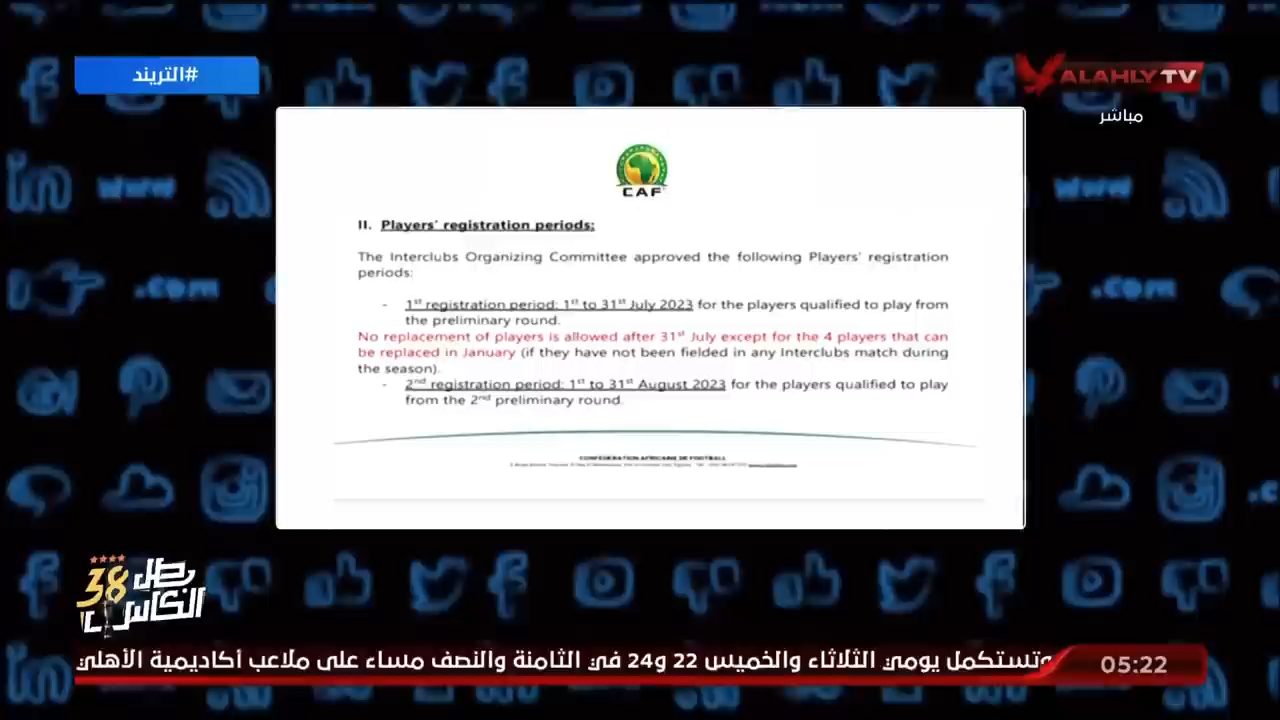 #التريند
ALAHLY TV
مباشر
CAF
II. Players' registration periods:
The Interclubs Organizing Committee approved the following Players' registration
periods:
- 1st registration period: 1st to 31st July 2023 for the players qualified to play from
the preliminary round.
No replacement of players is allowed after 31st July except for the 4 players that can
be replaced in January (if they have not been fielded in any Interclubs match during
the season).
- 2nd registration period: 1st to 31st August 2023 for the players qualified to play
from the 2nd preliminary round.
CONFEDERATION AFRICAINE DE FOOTBALL
بطل
الكاس 38
وتستكمل يومي الثلاثاء والخميس 22 و24 في الثامنة والنصف مساء على ملاعب أكاديمية الأهلي
05:22